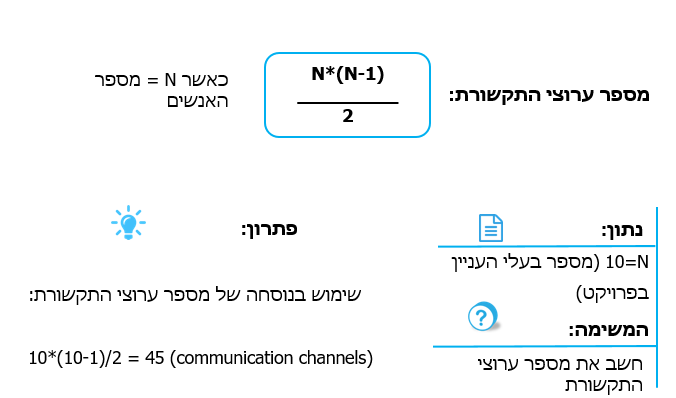 מספר ערוצי התקשורת:
N*(N-1)
2
כאשר N = מספר
האנשים
נתון:
10=N (מספר בעלי העניין
בפרויקט)
המשימה:
חשב את מספר ערוצי
התקשורת
פתרון:
שימוש בנוסחה של מספר ערוצי התקשורת:
10*(10-1)/2 = 45 (communication channels)